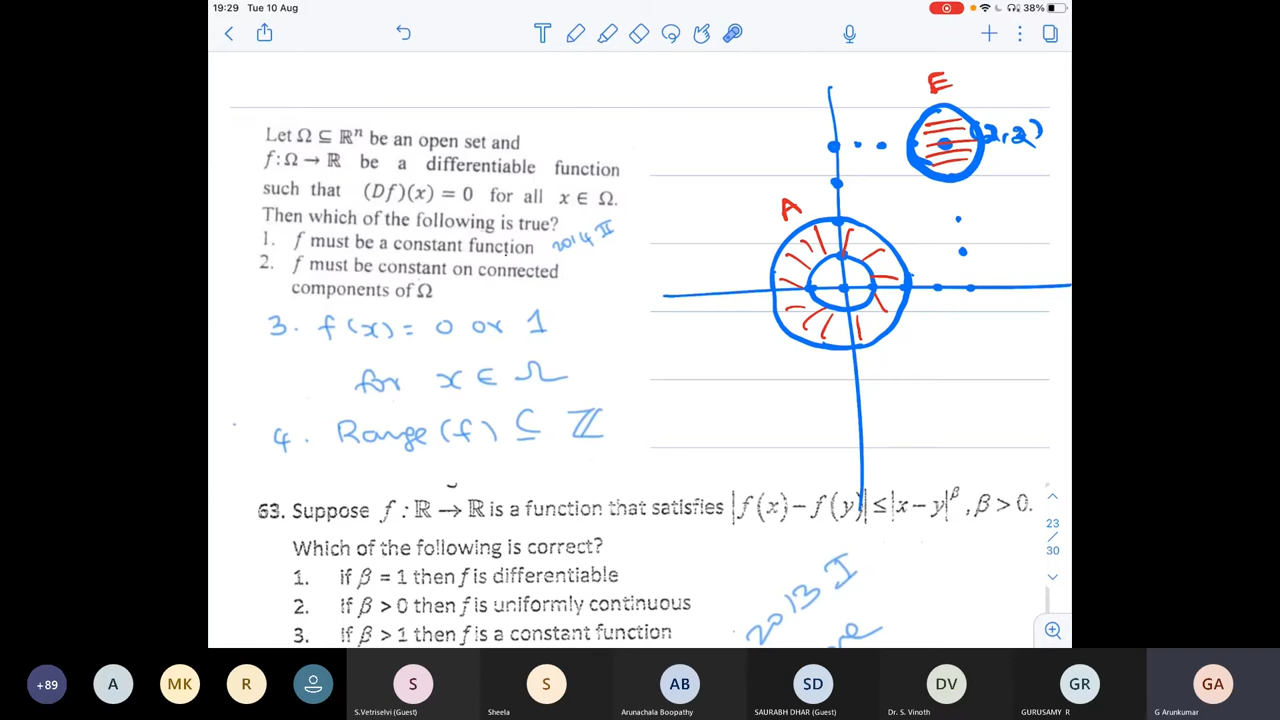 19:29 Tue 10 Aug
38%
Let Ω ⊆ ℝⁿ be an open set and
f:Ω → ℝ be a differentiable function
such that (Df)(x) = 0 for all x ∈ Ω.
Then which of the following is true?
1. f must be a constant function
2014 II
2. f must be constant on connected
components of Ω
3. f(x) = 0 or 1
for x ∈ Ω
4. Range(f) ⊆ ℤ
E
(2,2)
A
63. Suppose f : ℝ → ℝ is a function that satisfies |f(x) − f(y)| ≤ |x − y|^β, β > 0.
Which of the following is correct?
1. if β = 1 then f is differentiable
2. If β > 0 then f is uniformly continuous
3. If β > 1 then f is a constant function
2013 I
23
/
30
+89
A
MK
R
S
S
AB
SD
DV
GR
GA
S.Vetriselvi (Guest)
Sheela
Arunachala Boopathy
SAURABH DHAR (Guest)
Dr. S. Vinoth
GURUSAMY R
G Arunkumar